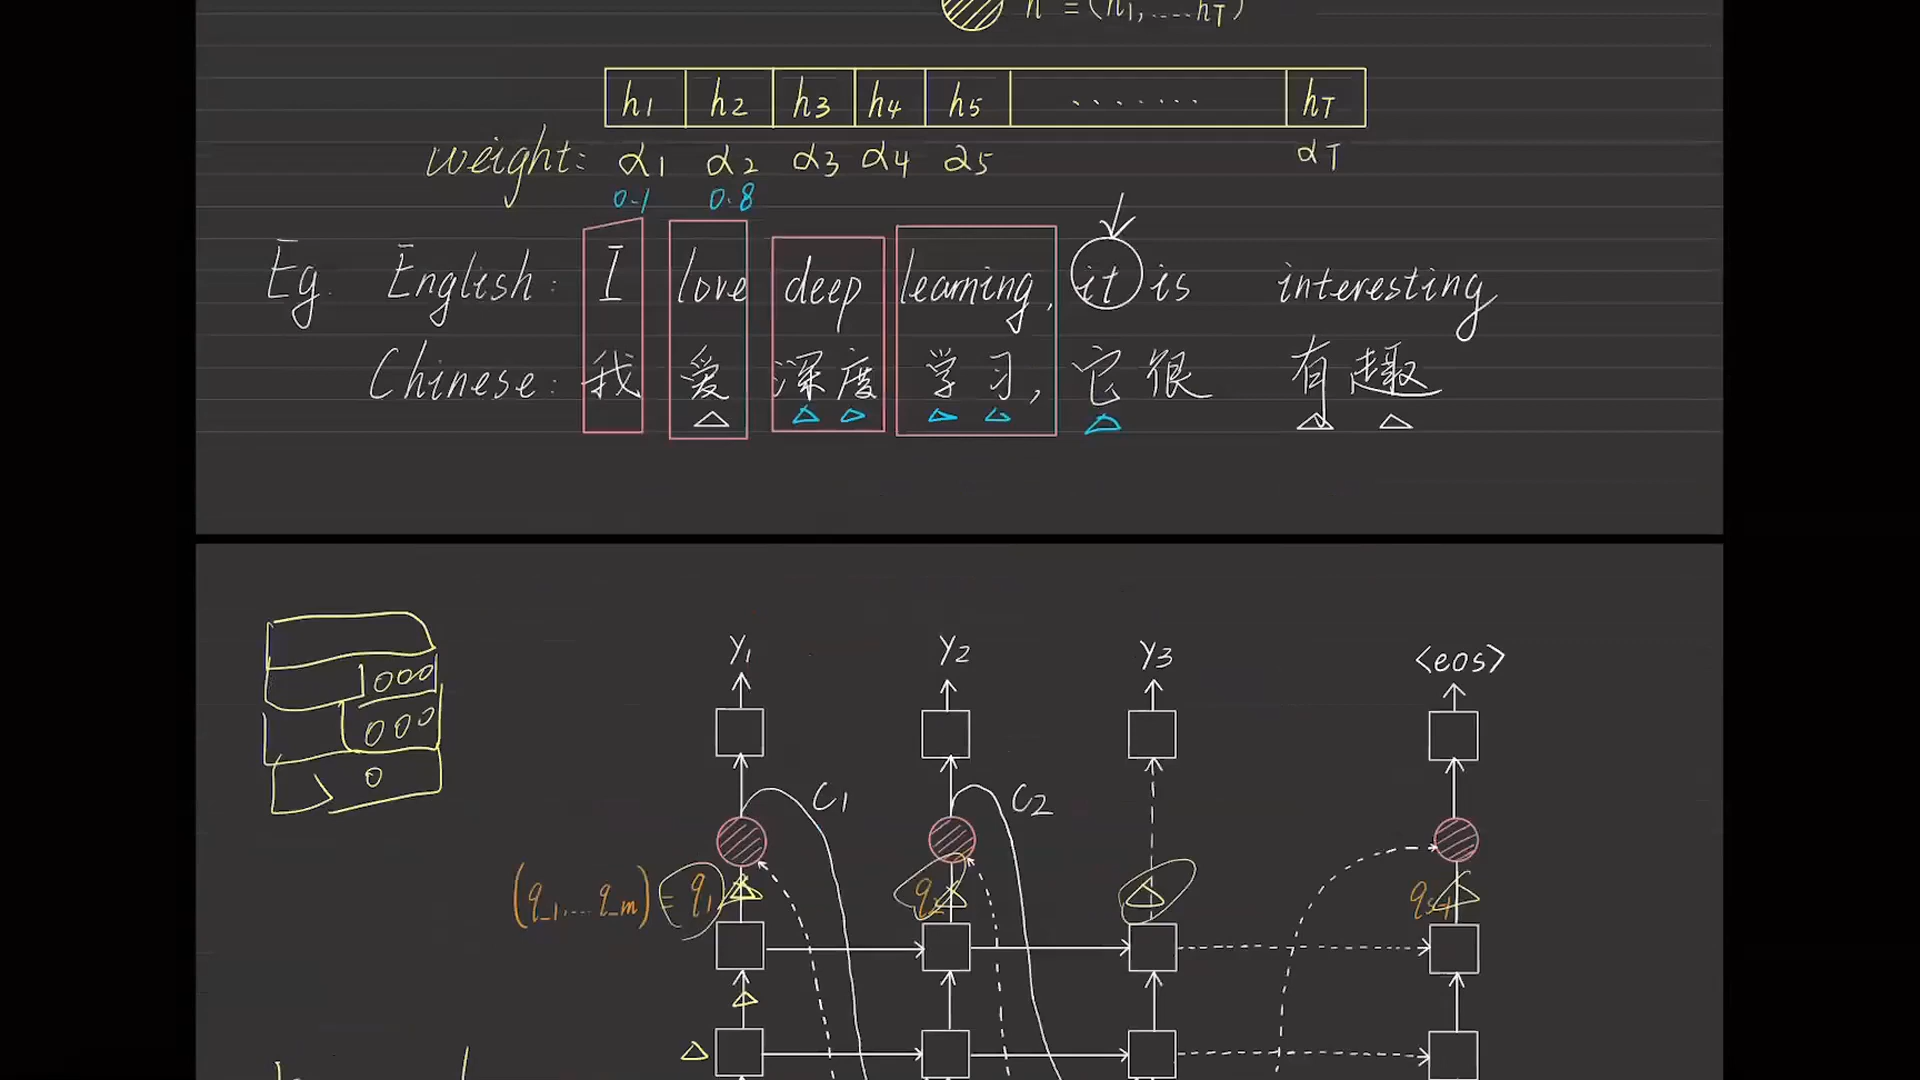 h = (h1, .... hT)
h1 h2 h3 h4 h5 ........ hT
weight: α1 α2 α3 α4 α5 αT
0.1 0.8
Eg. English: I love deep learning, it is interesting
Chinese: 我 爱 深度 学习, 它很 有趣
y1 y2 y3 <eos>
1000
000
0
C1 C2
(q_1, ... q_m) = q1 q2